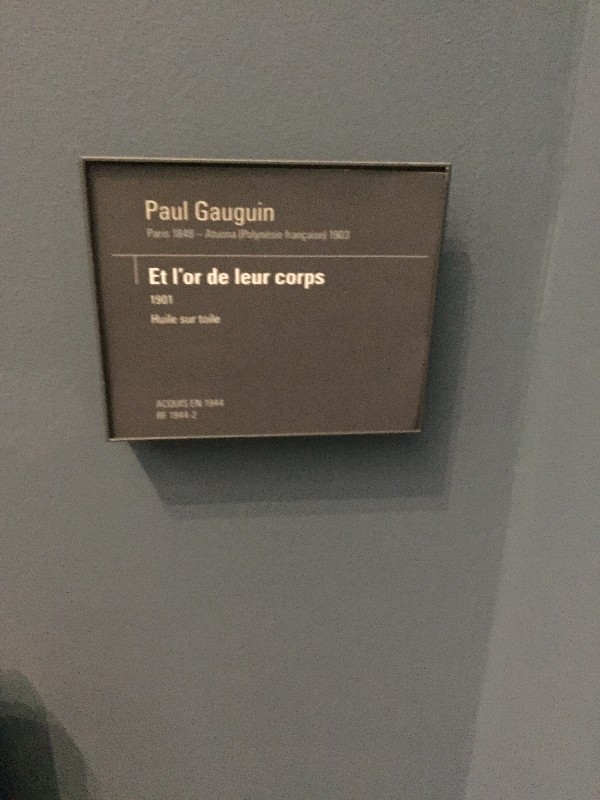 Paul Gauguin
Paris 1848 – Atuona (Polynésie française) 1903
Et l'or de leur corps
1901
Huile sur toile
ACQUIS EN 1944
RF 1944-2